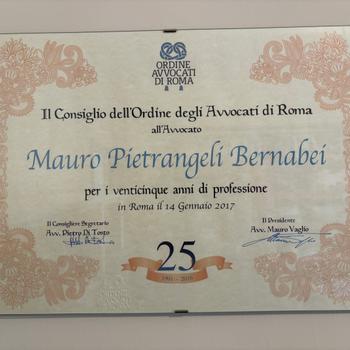 ORDINE
AVVOCATI
DI ROMA
Il Consiglio dell'Ordine degli Avvocati di Roma
all'Avvocato
Mauro Pietrangeli Bernabei
per i venticinque anni di professione
in Roma il 14 Gennaio 2017
Il Consigliere Segretario
Avv. Pietro Di Tosto
Il Presidente
Avv. Mauro Vaglio
25
1991 - 2016